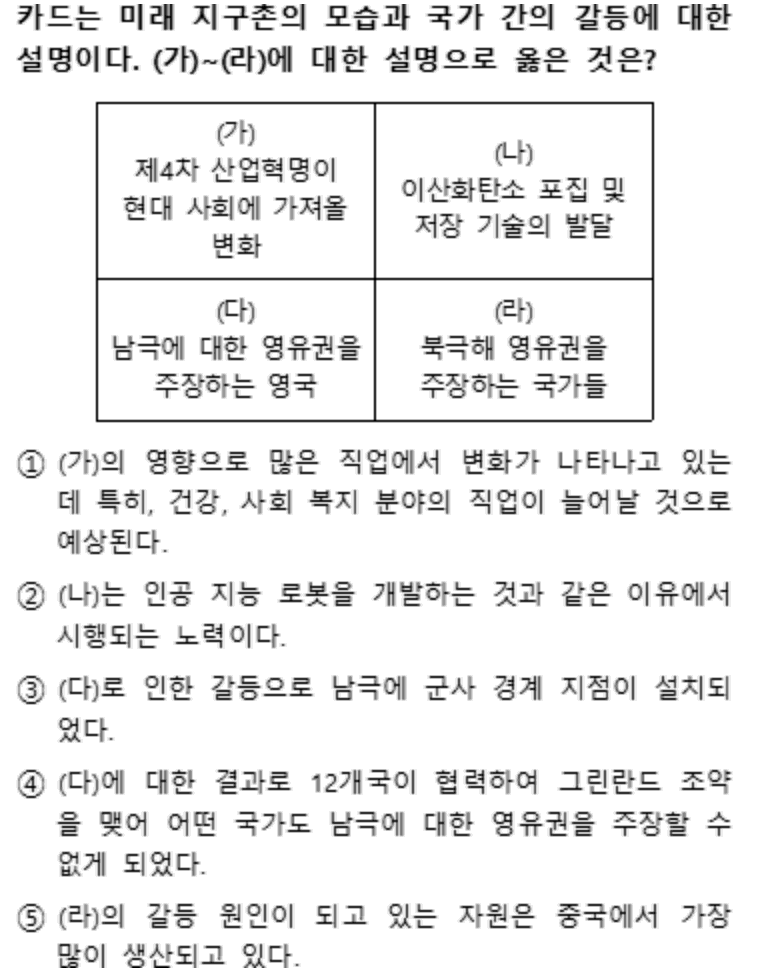 카드는 미래 지구촌의 모습과 국가 간의 갈등에 대한
설명이다. (가)~(라)에 대한 설명으로 옳은 것은?
(가)
제4차 산업혁명이
현대 사회에 가져올
변화
(나)
이산화탄소 포집 및
저장 기술의 발달
(다)
남극에 대한 영유권을
주장하는 영국
(라)
북극해 영유권을
주장하는 국가들
① (가)의 영향으로 많은 직업에서 변화가 나타나고 있는
데 특히, 건강, 사회 복지 분야의 직업이 늘어날 것으로
예상된다.
② (나)는 인공 지능 로봇을 개발하는 것과 같은 이유에서
시행되는 노력이다.
③ (다)로 인한 갈등으로 남극에 군사 경계 지점이 설치되
었다.
④ (다)에 대한 결과로 12개국이 협력하여 그린란드 조약
을 맺어 어떤 국가도 남극에 대한 영유권을 주장할 수
없게 되었다.
⑤ (라)의 갈등 원인이 되고 있는 자원은 중국에서 가장
많이 생산되고 있다.